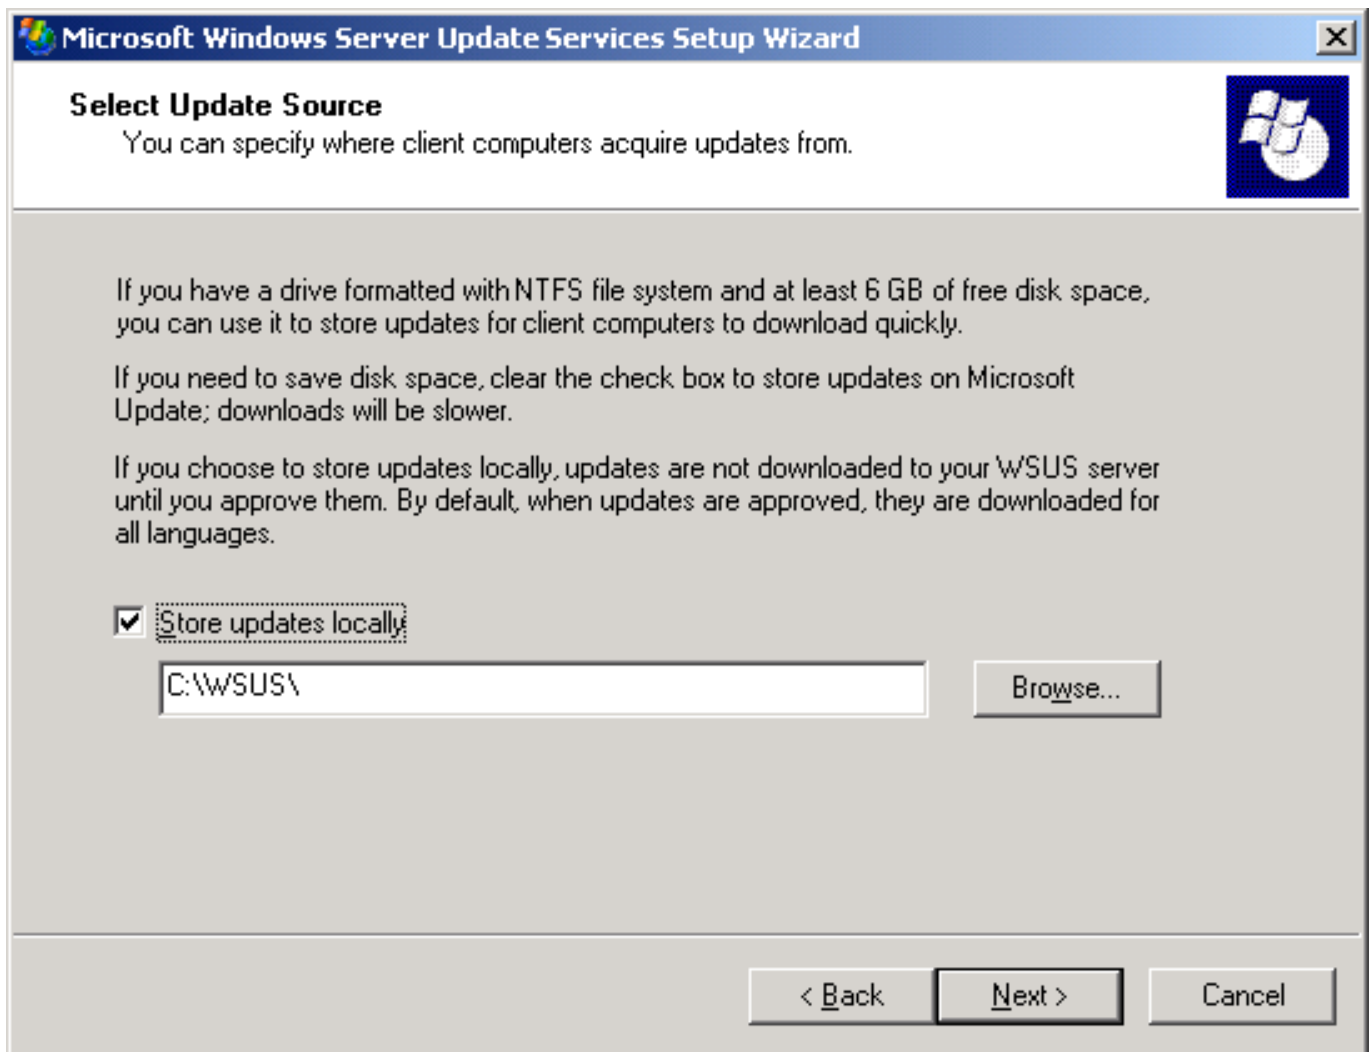 Microsoft Windows Server Update Services Setup Wizard
Select Update Source
You can specify where client computers acquire updates from.
If you have a drive formatted with NTFS file system and at least 6 GB of free disk space,
you can use it to store updates for client computers to download quickly.
If you need to save disk space, clear the check box to store updates on Microsoft
Update; downloads will be slower.
If you choose to store updates locally, updates are not downloaded to your WSUS server
until you approve them. By default, when updates are approved, they are downloaded for
all languages.
Store updates locally
C:\WSUS\
Browse...
< Back
Next >
Cancel